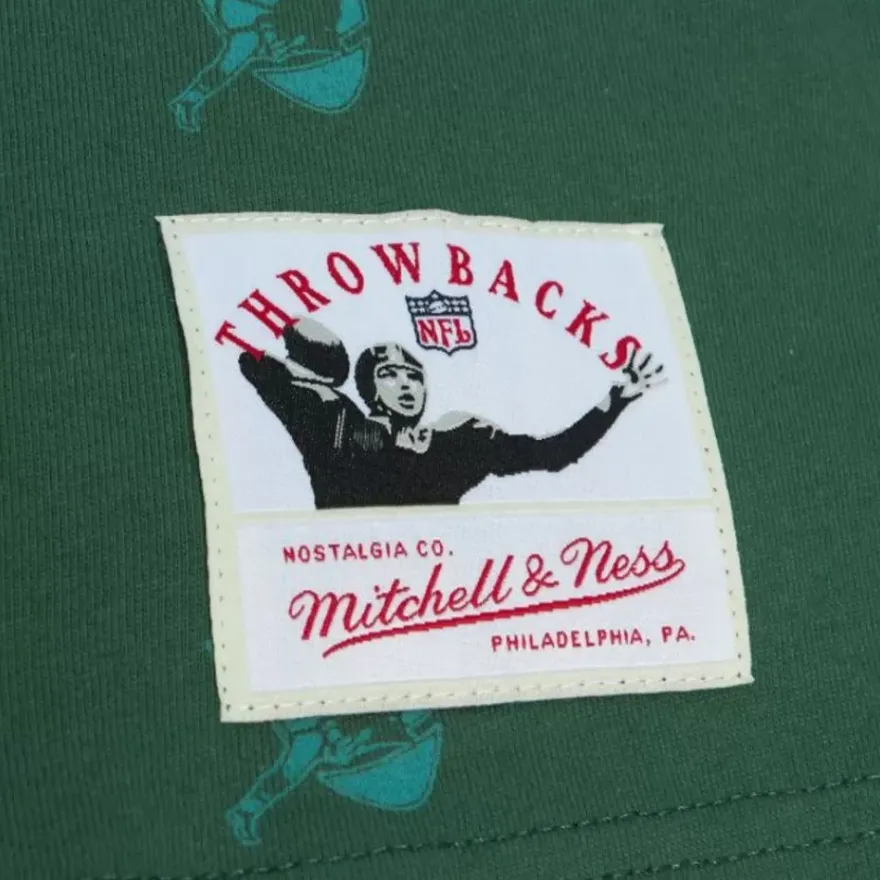 THROWBACKS
NFL
NOSTALGIA CO.
Mitchell & Ness
PHILADELPHIA, PA.